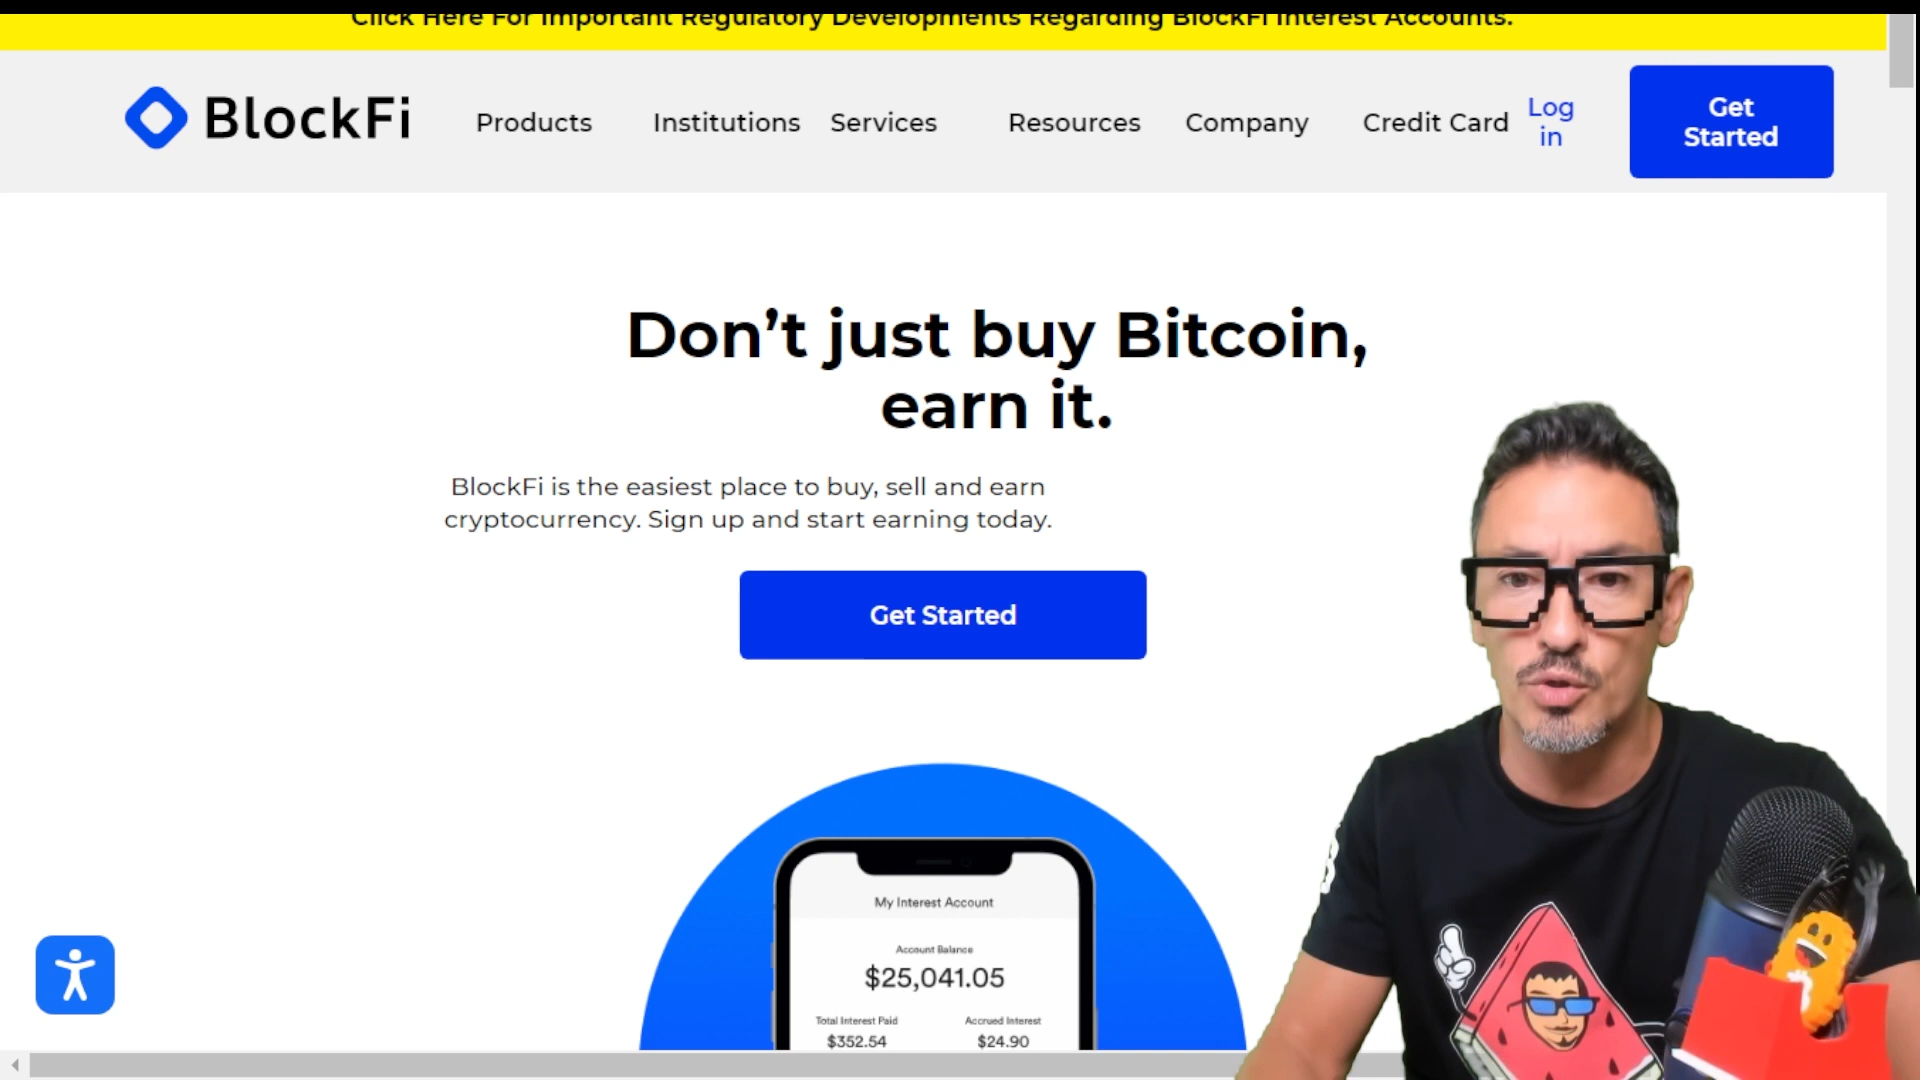 Click Here For Important Regulatory Developments Regarding BlockFi Interest Accounts.
BlockFi
Products
Institutions
Services
Resources
Company
Credit Card
Log
in
Get
Started
Don’t just buy Bitcoin,
earn it.
BlockFi is the easiest place to buy, sell and earn
cryptocurrency. Sign up and start earning today.
Get Started
My Interest Account
Account Balance
$25,041.05
Total Interest Paid
Accrued Interest
$352.54
$24.90